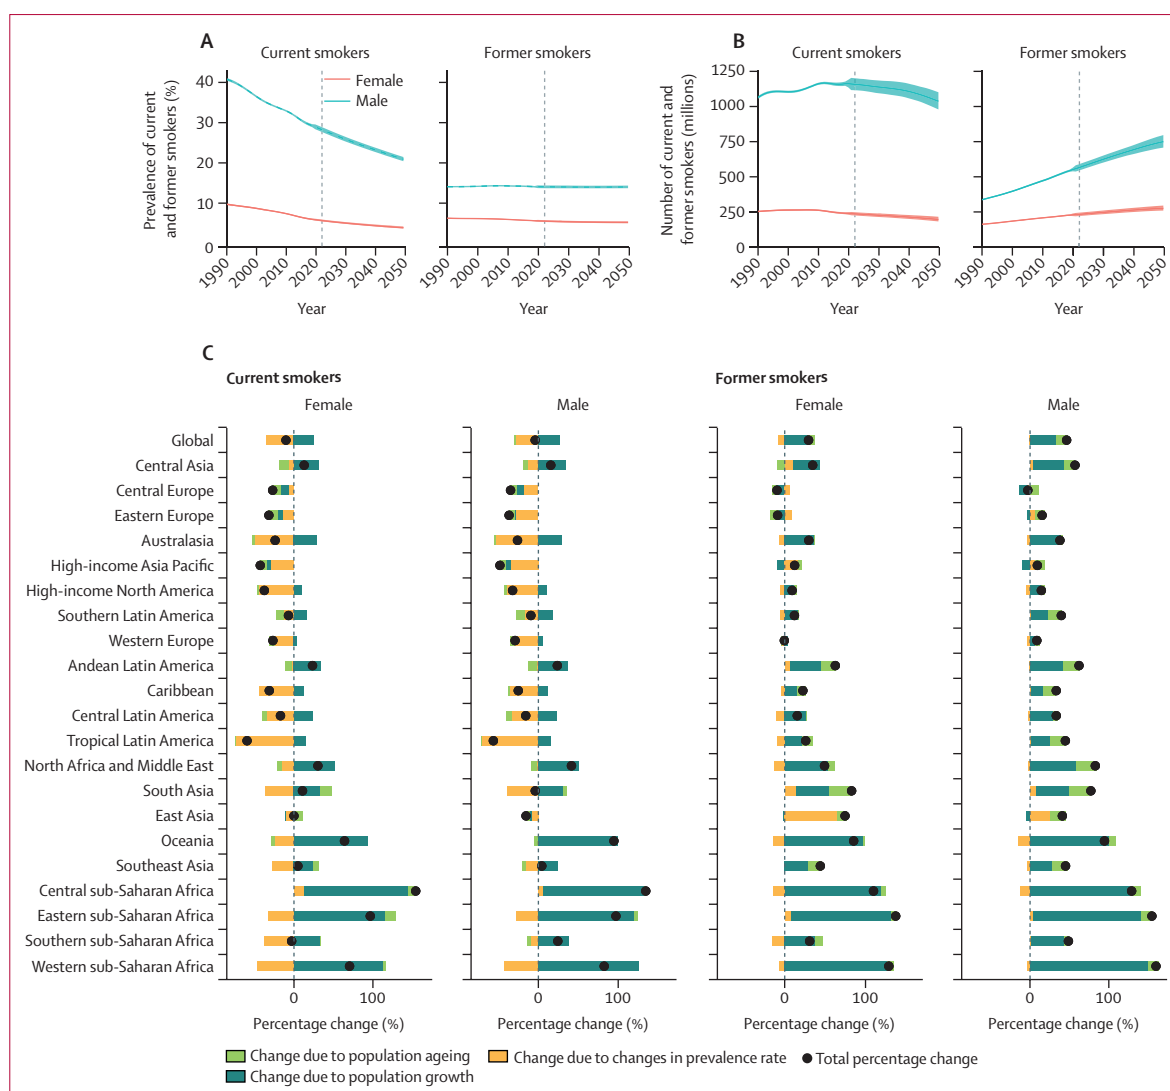 A
B
Current smokers
Former smokers
Current smokers
Former smokers
Prevalence of current
and former smokers (%)
40
30
20
10
0
Female
Male
1990
2000
2010
2020
2030
2040
2050
Year
1990
2000
2010
2020
2030
2040
2050
Year
Number of current and
former smokers (millions)
1250
1000
750
500
250
0
1990
2000
2010
2020
2030
2040
2050
Year
1990
2000
2010
2020
2030
2040
2050
Year
C
Current smokers
Former smokers
Female
Male
Female
Male
Global
Central Asia
Central Europe
Eastern Europe
Australasia
High-income Asia Pacific
High-income North America
Southern Latin America
Western Europe
Andean Latin America
Caribbean
Central Latin America
Tropical Latin America
North Africa and Middle East
South Asia
East Asia
Oceania
Southeast Asia
Central sub-Saharan Africa
Eastern sub-Saharan Africa
Southern sub-Saharan Africa
Western sub-Saharan Africa
0 100
0 100
0 100
0 100
Percentage change (%)
Percentage change (%)
Percentage change (%)
Percentage change (%)
Change due to population ageing
Change due to changes in prevalence rate
Total percentage change
Change due to population growth